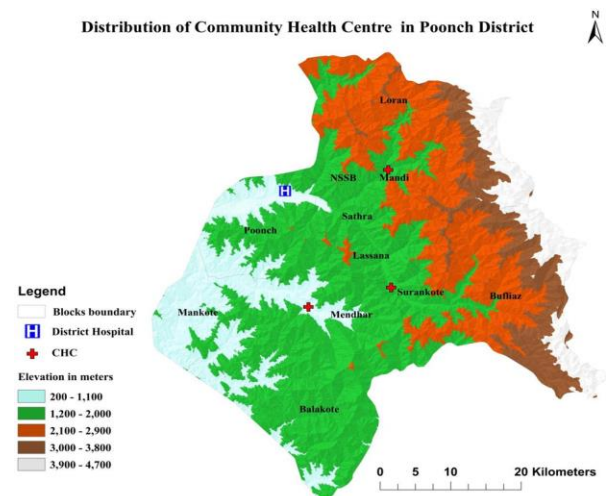 Distribution of Community Health Centre in Poonch District
N
Loran
NSSB
Mandi
H
Sathra
Poonch
Lassana
Surankote
Bufliaz
Mankote
Mendhar
Balakote
Legend
Blocks boundary
H District Hospital
CHC
Elevation in meters
200 - 1,100
1,200 - 2,000
2,100 - 2,900
3,000 - 3,800
3,900 - 4,700
0 5 10 20 Kilometers